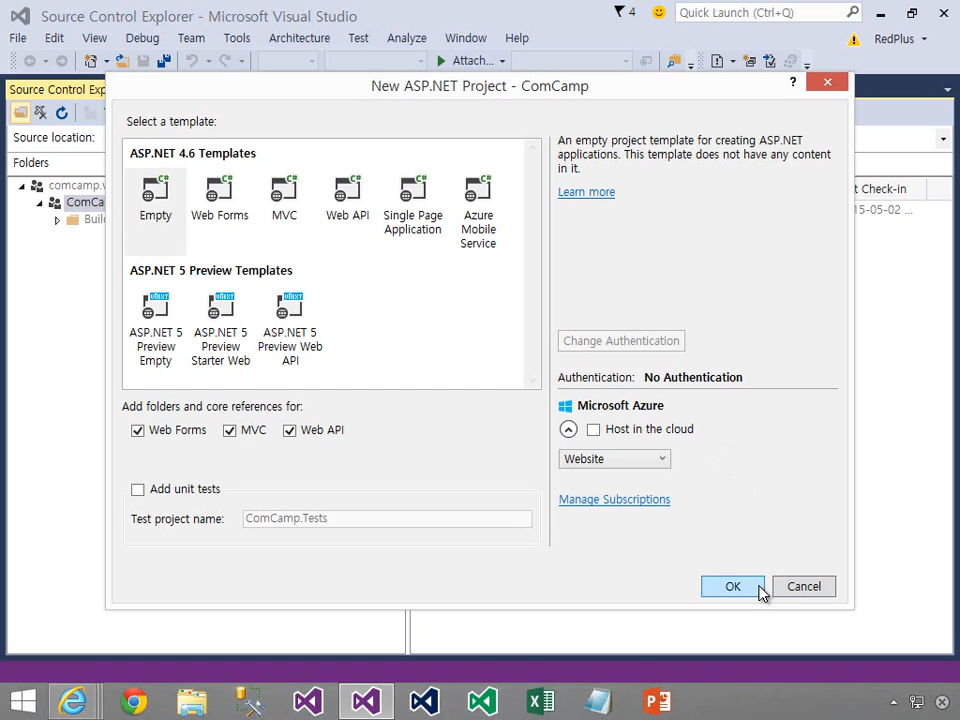 Source Control Explorer - Microsoft Visual Studio
4
Quick Launch (Ctrl+Q)
File Edit View Debug Team Tools Architecture Test Analyze Window Help
RedPlus
Attach...
Source Control Exp
New ASP.NET Project - ComCamp
?
Source location:
Folders
comcamp.v
ComCa
Buil
t Check-in
15-05-02 ...
Select a template:
ASP.NET 4.6 Templates
C# C# C# C# C# C#
Empty
Web Forms
MVC
Web API
Single Page
Application
Azure
Mobile
Service
ASP.NET 5 Preview Templates
ASP.NET 5
Preview
Empty
ASP.NET 5
Preview
Starter Web
ASP.NET 5
Preview Web
API
An empty project template for creating ASP.NET
applications. This template does not have any content
in it.
Learn more
Change Authentication
Authentication: No Authentication
Microsoft Azure
Host in the cloud
Website
Manage Subscriptions
Add folders and core references for:
Web Forms MVC Web API
Add unit tests
Test project name: ComCamp.Tests
OK Cancel